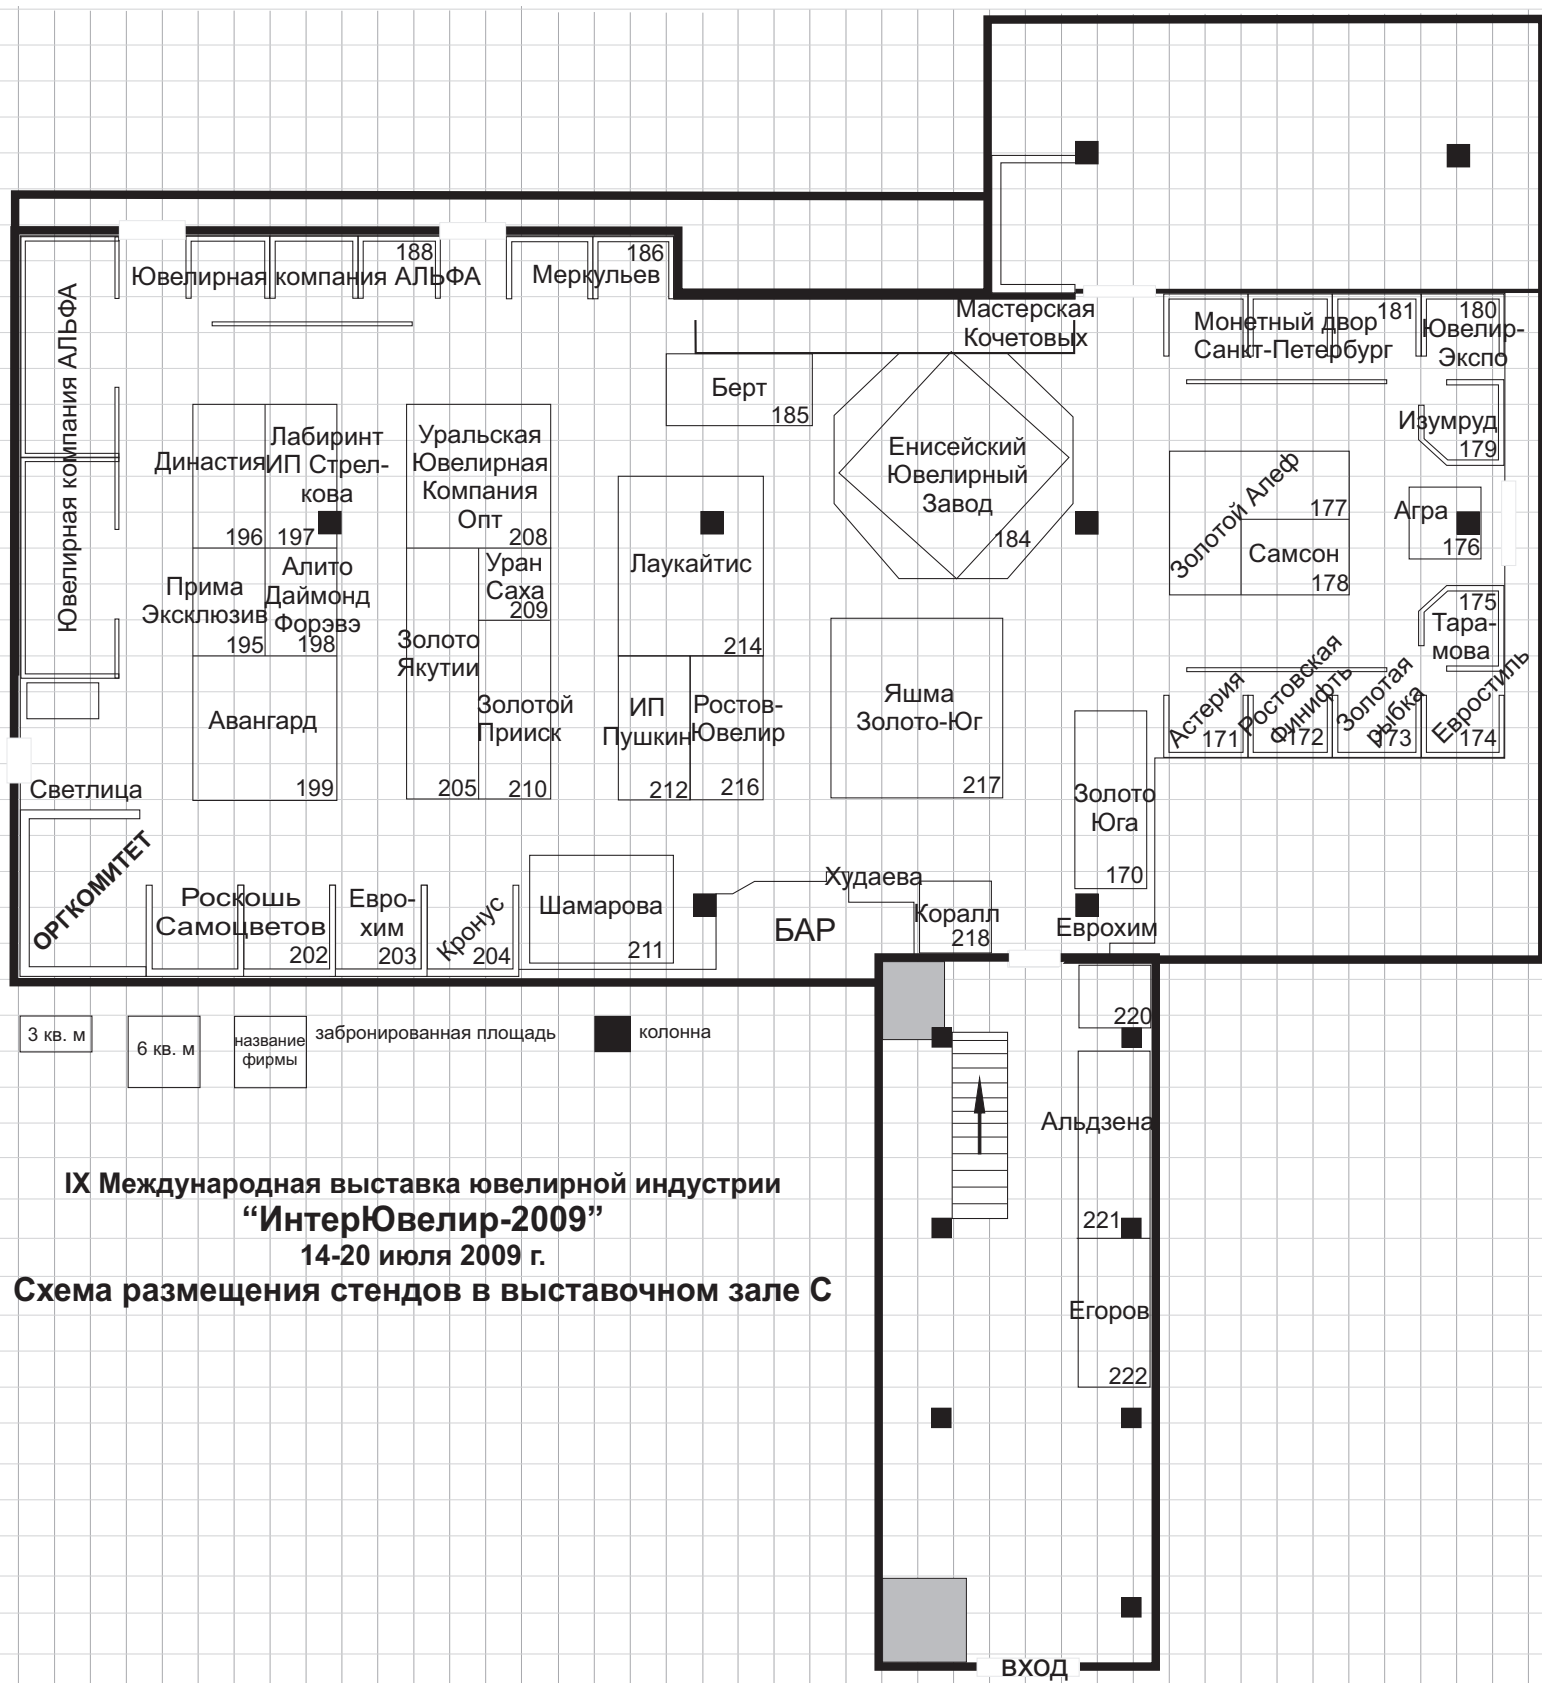 188
Ювелирная компания АЛЬФА
186
Меркульев
Ювелирная компания АЛЬФА
Мастерская
Кочетовых
181
Монетный двор
Санкт-Петербург
180
Ювелир-
Экспо
Берт
185
Изумруд
179
Династия
196
Лабиринт
ИП Стрел-
кова
197
Уральская
Ювелирная
Компания
Опт
208
Енисейский
Ювелирный
Завод
184
Золотой Алеф
177
Самсон
178
Агра
176
Прима
Эксклюзив
195
Алито
Даймонд
Форэвэ
198
Уран
Саха
209
Лаукайтис
214
175
Тара-
мова
Золото
Якутии
205
Золотой
Прииск
210
ИП
Пушкин
212
Ростов-
Ювелир
216
Яшма
Золото-Юг
217
Астерия
171
Ростовская
Финифть
172
Золотая
рыбка
173
Евростиль
174
Авангард
199
Светлица
Золото
Юга
170
ОРГКОМИТЕТ
Роскошь
Самоцветов
202
Евро-
хим
203
Кронус
204
Шамарова
211
БАР
Худаева
Коралл
218
Еврохим
220
3 кв. м
6 кв. м
название
фирмы
забронированная площадь
колонна
Альдзена
221
Егоров
222
IX Международная выставка ювелирной индустрии
“ИнтерЮвелир-2009”
14-20 июля 2009 г.
Схема размещения стендов в выставочном зале С
ВХОД